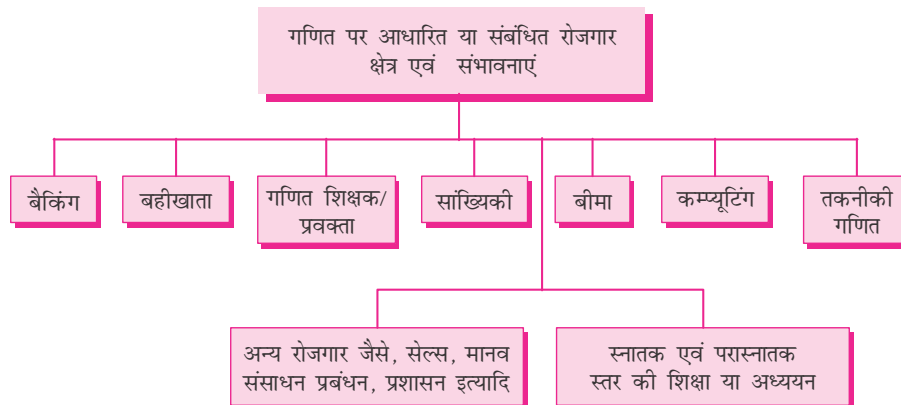 गणित पर आधारित या संबंधित रोजगार
क्षेत्र एवं संभावनाएं
बैकिंग
बहीखाता
गणित शिक्षक/
प्रवक्ता
सांख्यिकी
बीमा
कम्प्यूटिंग
तकनीकी
गणित
अन्य रोजगार जैसे, सेल्स, मानव
संसाधन प्रबंधन, प्रशासन इत्यादि
स्नातक एवं परास्नातक
स्तर की शिक्षा या अध्ययन